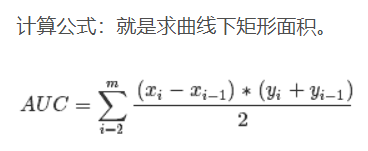 计算公式：就是求曲线下矩形面积。
AUC = \sum_{i=2}^{m} \frac{(x_i - x_{i-1}) * (y_i + y_{i-1})}{2}